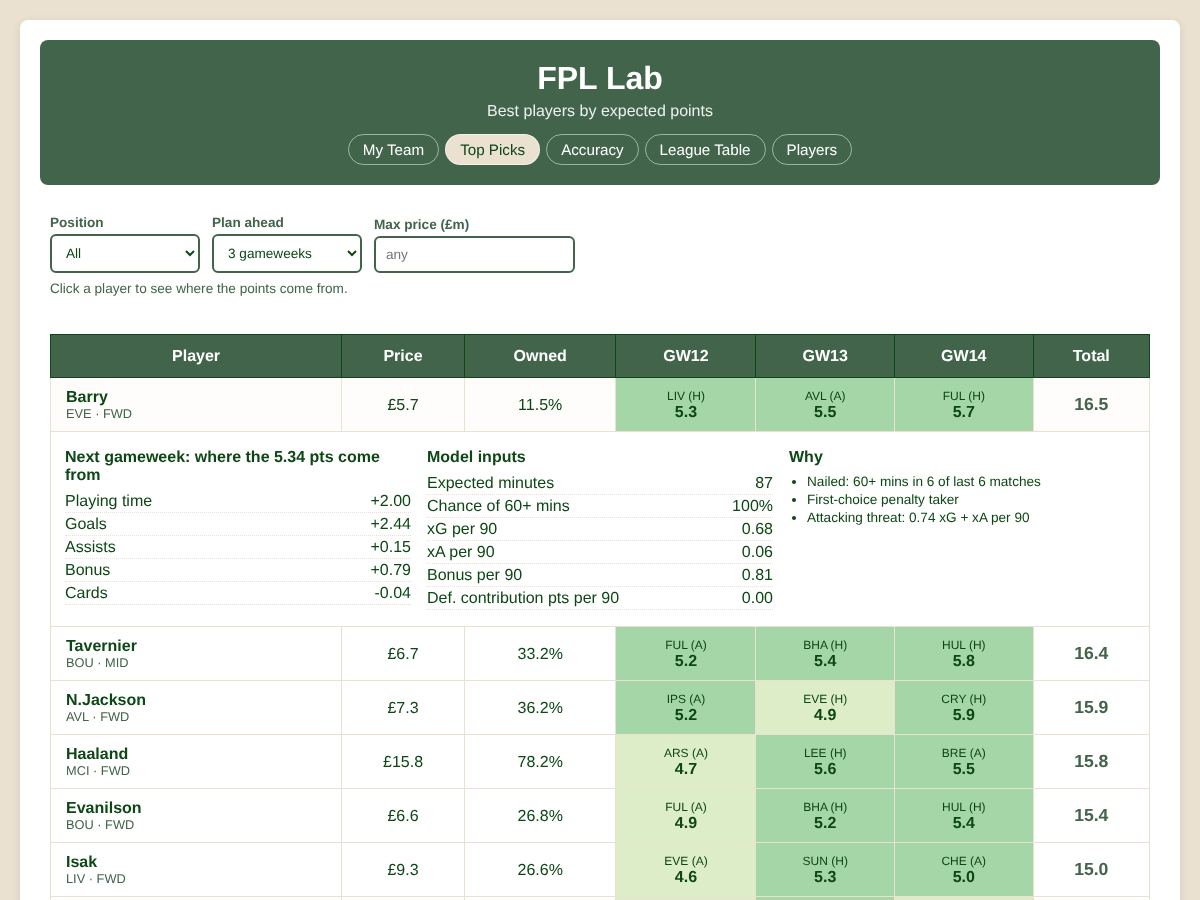 FPL Lab
Best players by expected points
My Team Top Picks Accuracy League Table Players
Position Plan ahead Max price (£m)
All 3 gameweeks any
Click a player to see where the points come from.
Player Price Owned GW12 GW13 GW14 Total
Barry
EVE · FWD
£5.7 11.5%
LIV (H)
5.3
AVL (A)
5.5
FUL (H)
5.7
16.5
Next gameweek: where the 5.34 pts come
from
Playing time +2.00
Goals +2.44
Assists +0.15
Bonus +0.79
Cards -0.04
Model inputs
Expected minutes 87
Chance of 60+ mins 100%
xG per 90 0.68
xA per 90 0.06
Bonus per 90 0.81
Def. contribution pts per 90 0.00
Why
• Nailed: 60+ mins in 6 of last 6 matches
• First-choice penalty taker
• Attacking threat: 0.74 xG + xA per 90
Tavernier
BOU · MID
£6.7 33.2%
FUL (A)
5.2
BHA (H)
5.4
HUL (H)
5.8
16.4
N.Jackson
AVL · FWD
£7.3 36.2%
IPS (A)
5.2
EVE (H)
4.9
CRY (H)
5.9
15.9
Haaland
MCI · FWD
£15.8 78.2%
ARS (A)
4.7
LEE (H)
5.6
BRE (A)
5.5
15.8
Evanilson
BOU · FWD
£6.6 26.8%
FUL (A)
4.9
BHA (H)
5.2
HUL (H)
5.4
15.4
Isak
LIV · FWD
£9.3 26.6%
EVE (A)
4.6
SUN (H)
5.3
CHE (A)
5.0
15.0